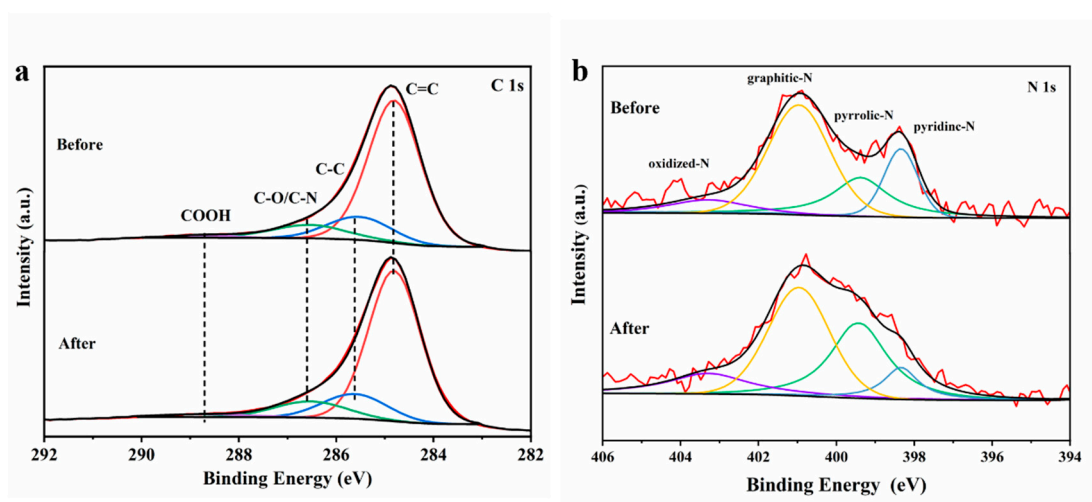 a
C 1s
C=C
Before
C-C
C-O/C-N
COOH
After
Intensity (a.u.)
292 290 288 286 284 282
Binding Energy (eV)
b
N 1s
graphitic-N
Before
pyrrolic-N
pyridinc-N
oxidized-N
After
Intensity (a.u.)
406 404 402 400 398 396 394
Binding Energy (eV)